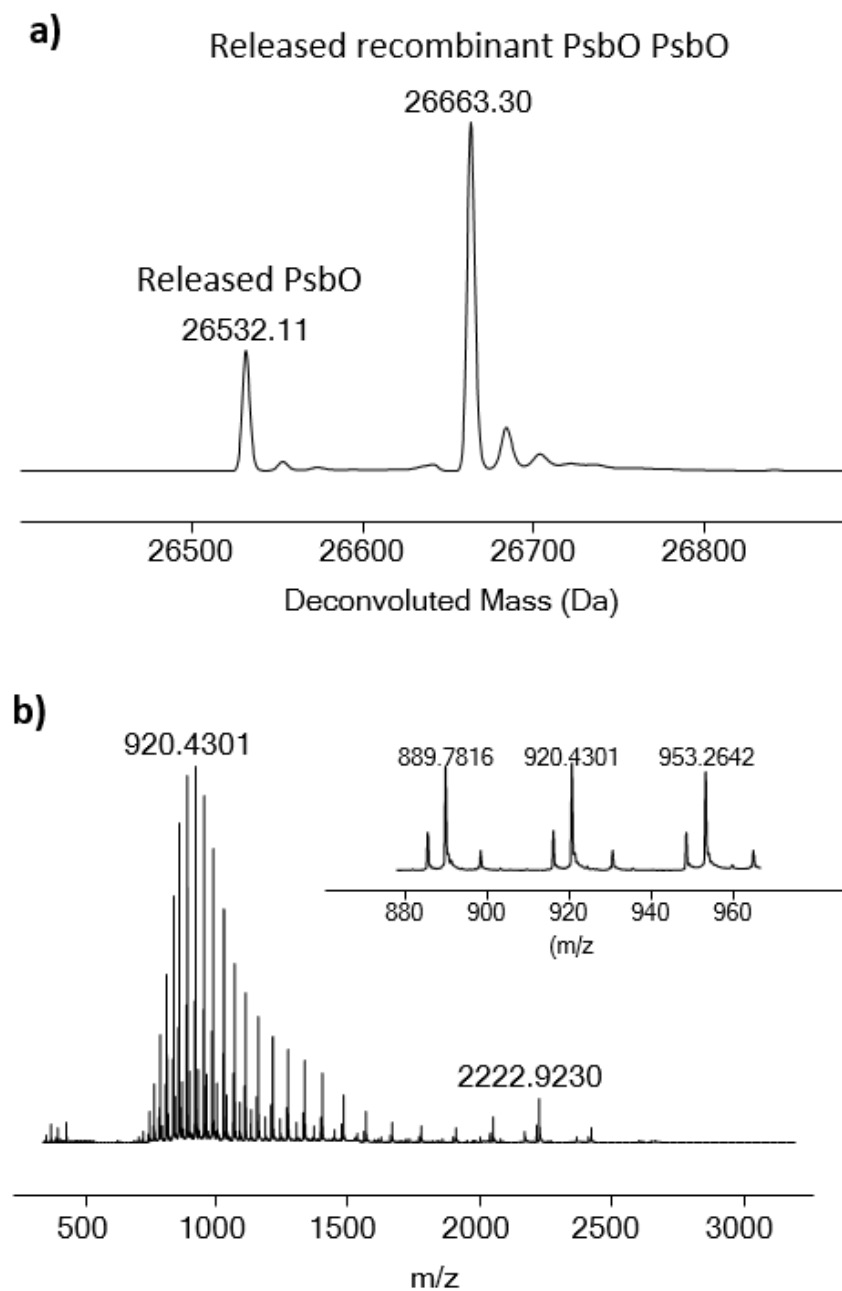 a)
Released recombinant PsbO PsbO
26663.30
Released PsbO
26532.11
26500 26600 26700 26800
Deconvoluted Mass (Da)
b)
920.4301
889.7816 920.4301 953.2642
880 900 920 940 960
(m/z
2222.9230
500 1000 1500 2000 2500 3000
m/z